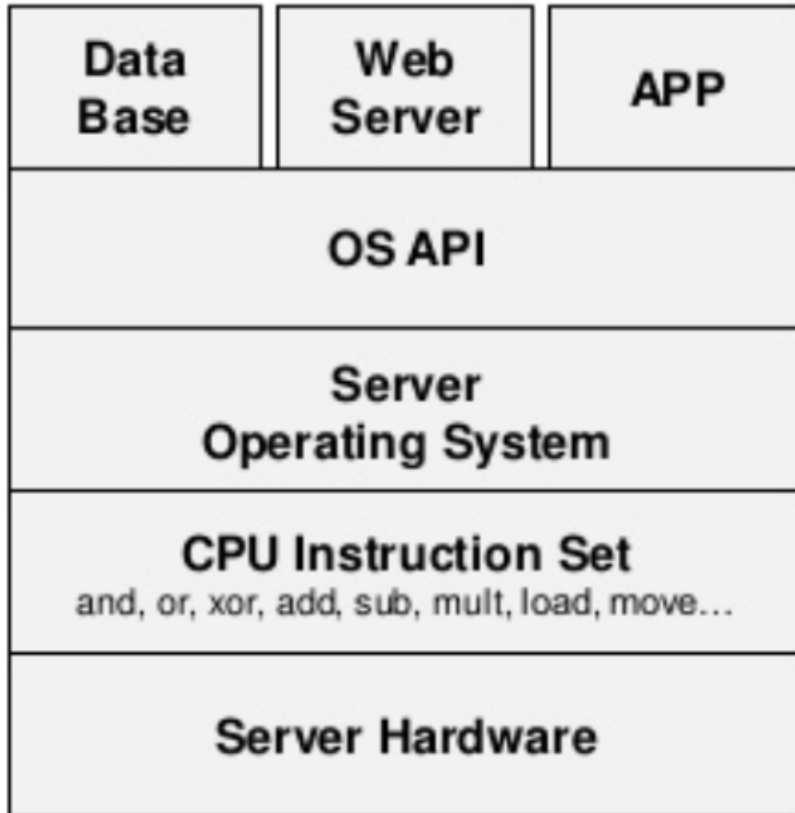 Data
Base
Web
Server
APP
OS API
Server
Operating System
CPU Instruction Set
and, or, xor, add, sub, mult, load, move...
Server Hardware